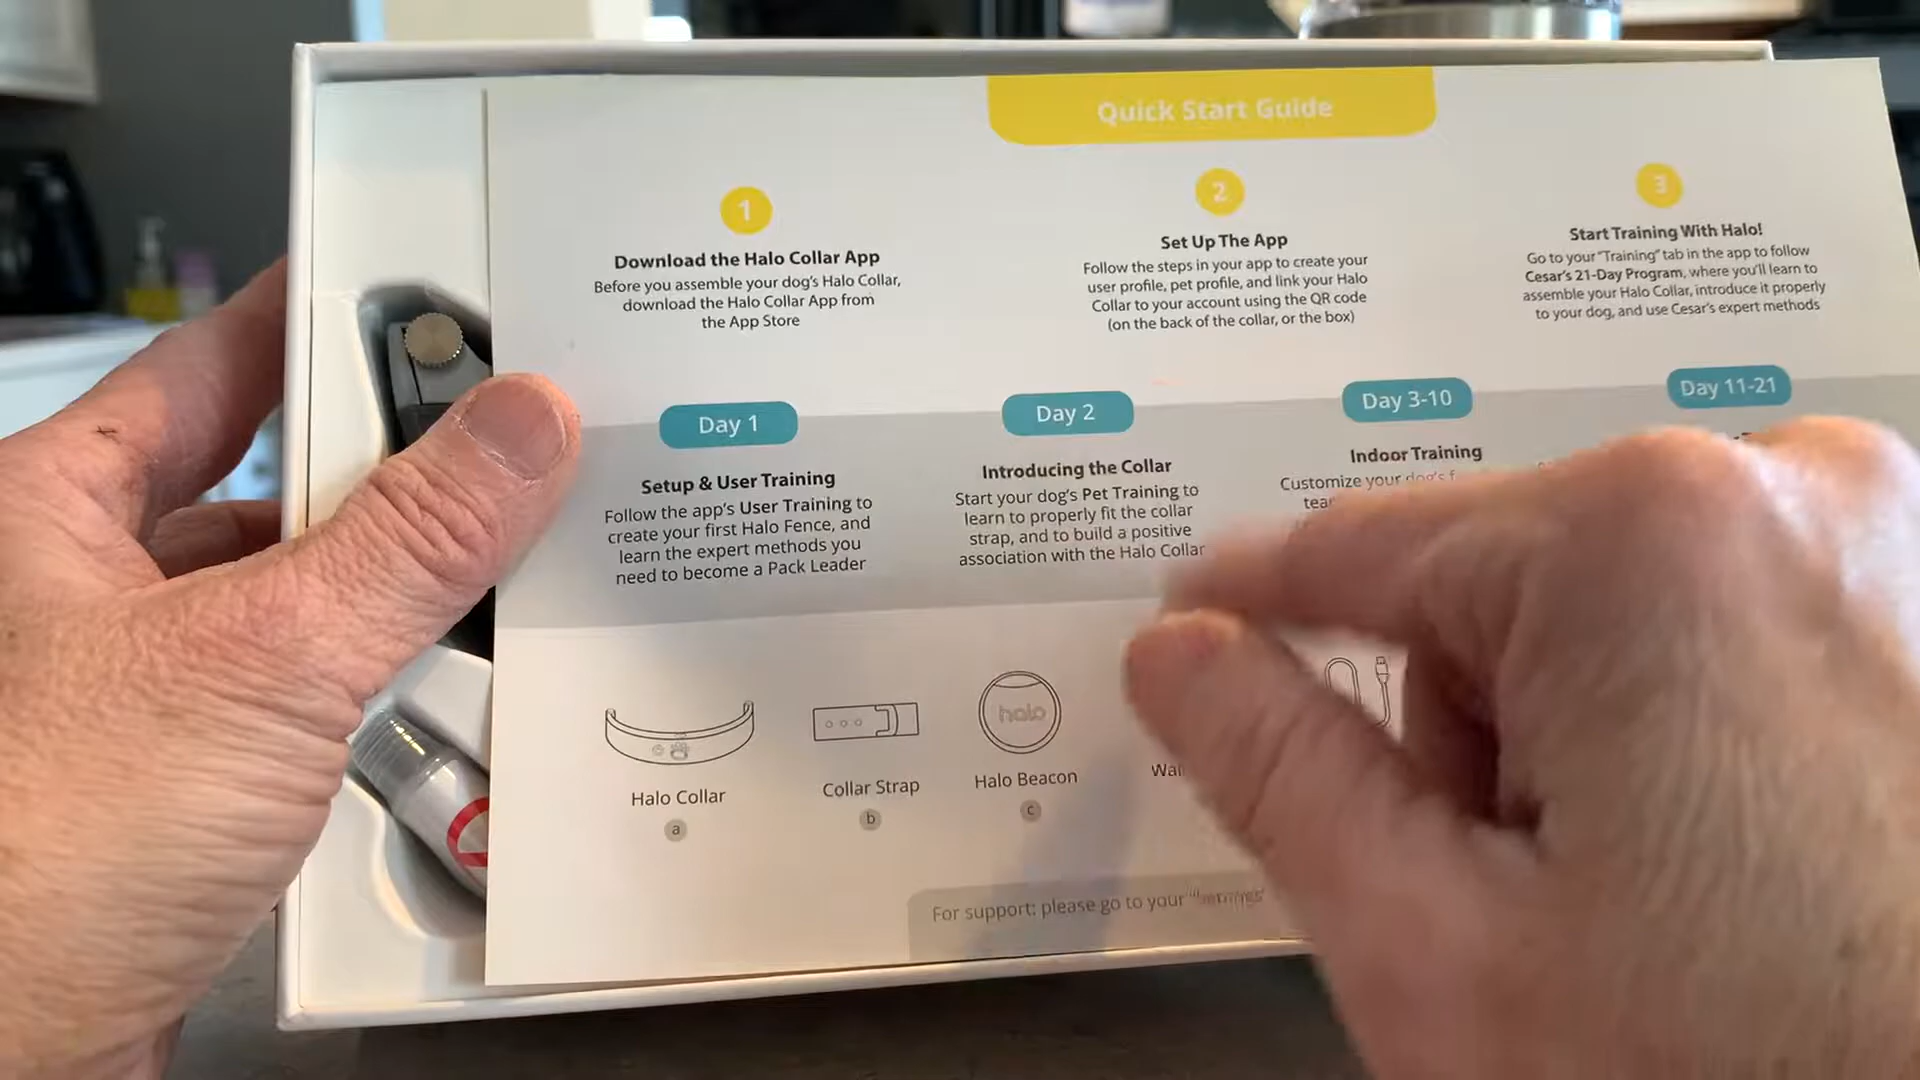 Quick Start Guide
1
Download the Halo Collar App
Before you assemble your dog's Halo Collar,
download the Halo Collar App from
the App Store
2
Set Up The App
Follow the steps in your app to create your
user profile, pet profile, and link your Halo
Collar to your account using the QR code
(on the back of the collar, or the box)
3
Start Training With Halo!
Go to your "Training" tab in the app to follow
Cesar's 21-Day Program, where you'll learn to
assemble your Halo Collar, introduce it properly
to your dog, and use Cesar's expert methods
Day 1
Setup & User Training
Follow the app's User Training to
create your first Halo Fence, and
learn the expert methods you
need to become a Pack Leader
Day 2
Introducing the Collar
Start your dog's Pet Training to
learn to properly fit the collar
strap, and to build a positive
association with the Halo Collar
Day 3-10
Indoor Training
Customize your dog's
Day 11-21
halo
Halo Collar
a
Collar Strap
b
Halo Beacon
c
For support: please go to your "Settings"